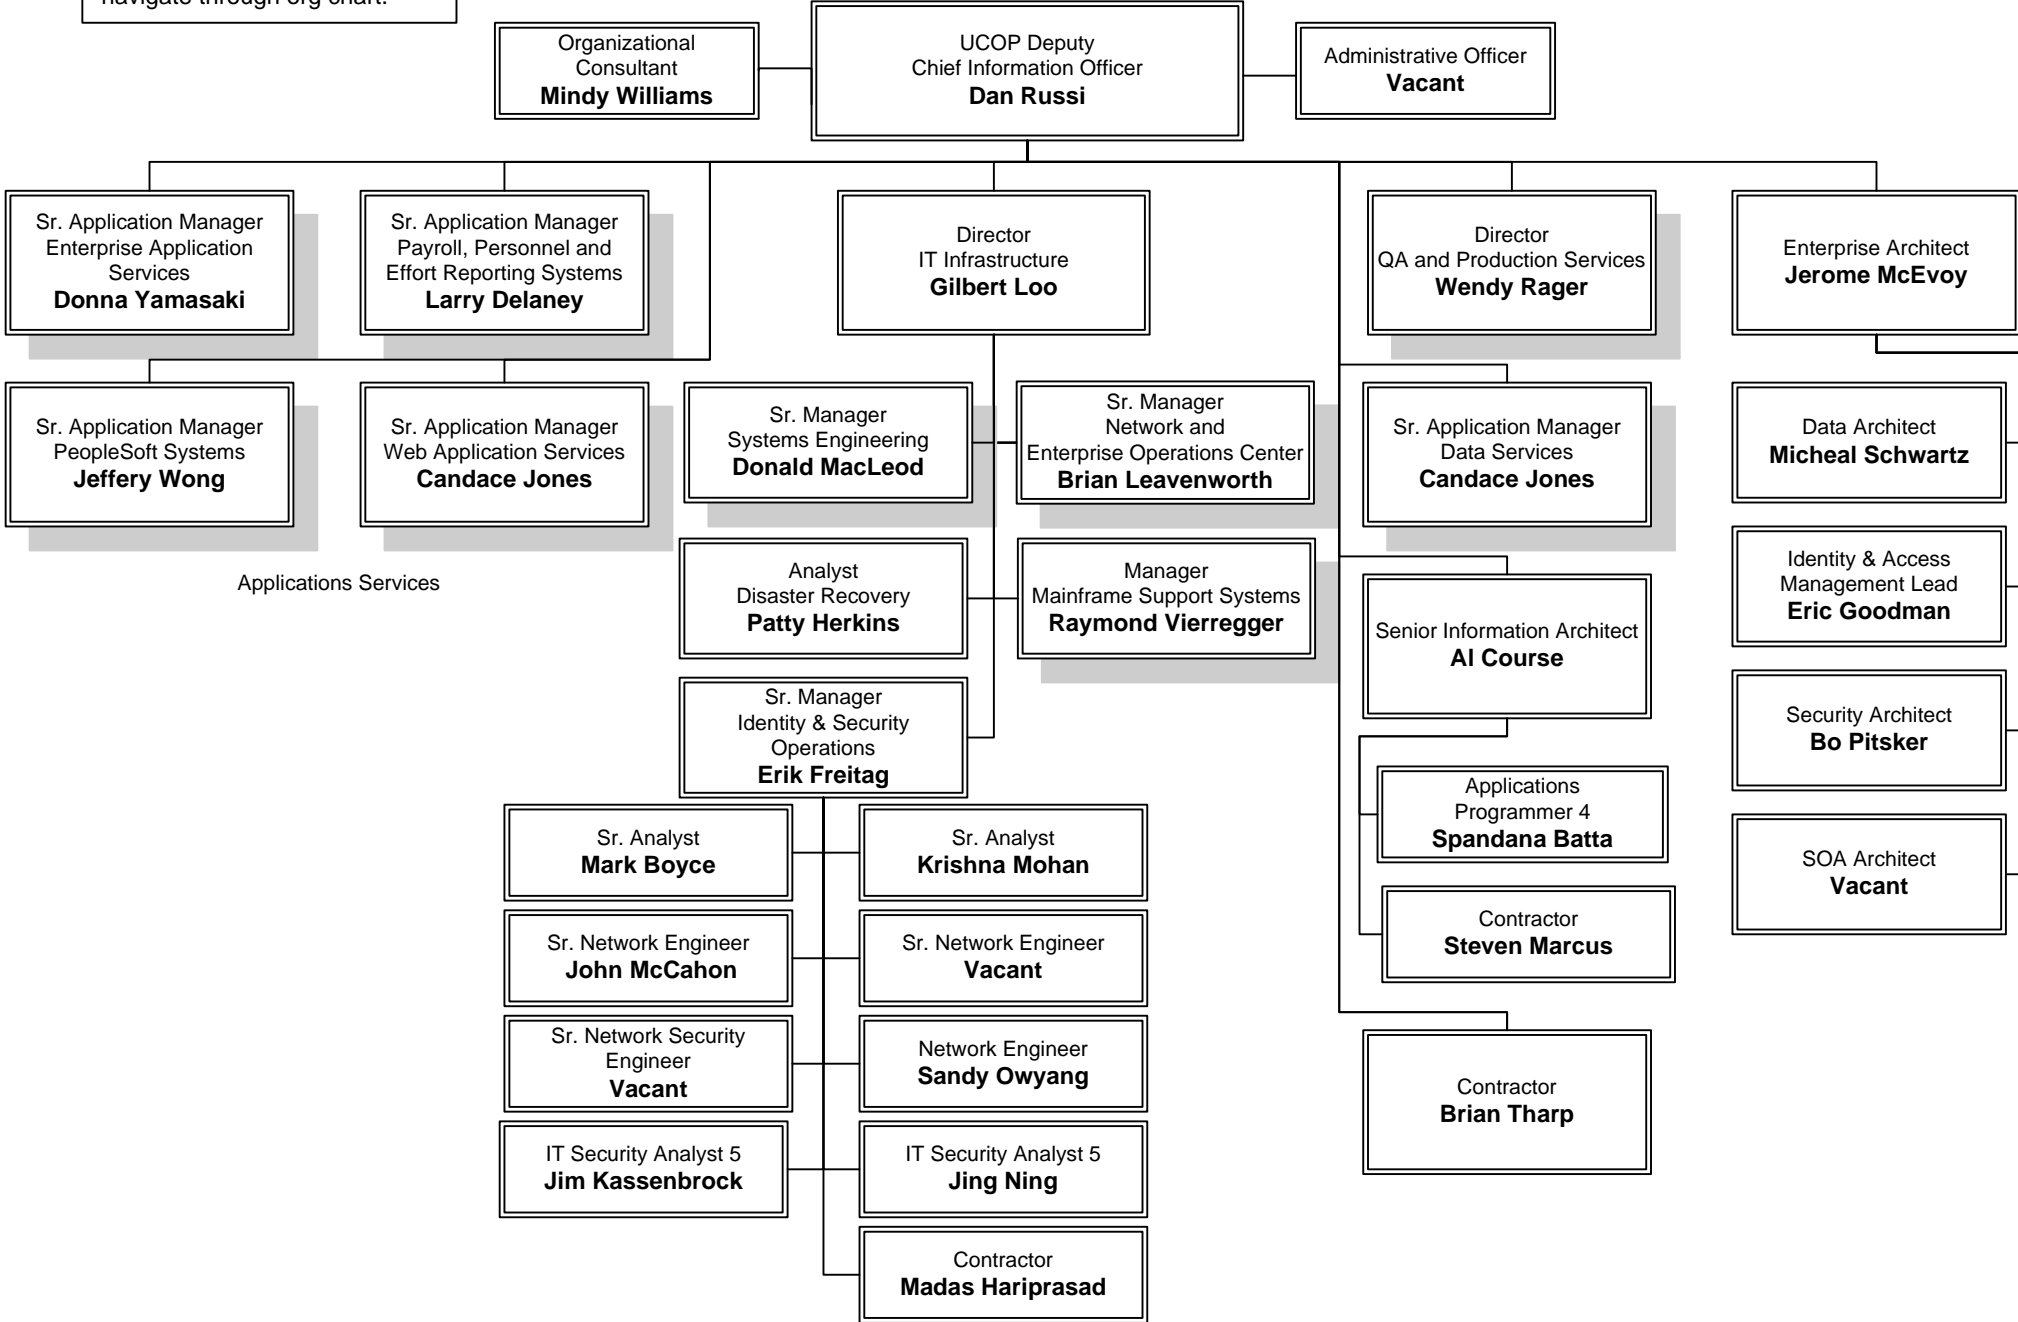 navigate through org chart.
Organizational
Consultant
Mindy Williams
UCOP Deputy
Chief Information Officer
Dan Russi
Administrative Officer
Vacant
Sr. Application Manager
Enterprise Application
Services
Donna Yamasaki
Sr. Application Manager
Payroll, Personnel and
Effort Reporting Systems
Larry Delaney
Director
IT Infrastructure
Gilbert Loo
Director
QA and Production Services
Wendy Rager
Enterprise Architect
Jerome McEvoy
Sr. Application Manager
PeopleSoft Systems
Jeffery Wong
Sr. Application Manager
Web Application Services
Candace Jones
Sr. Manager
Systems Engineering
Donald MacLeod
Sr. Manager
Network and
Enterprise Operations Center
Brian Leavenworth
Sr. Application Manager
Data Services
Candace Jones
Data Architect
Micheal Schwartz
Applications Services
Analyst
Disaster Recovery
Patty Herkins
Manager
Mainframe Support Systems
Raymond Vierregger
Senior Information Architect
Al Course
Identity & Access
Management Lead
Eric Goodman
Sr. Manager
Identity & Security
Operations
Erik Freitag
Security Architect
Bo Pitsker
Applications
Programmer 4
Spandana Batta
SOA Architect
Vacant
Sr. Analyst
Mark Boyce
Sr. Analyst
Krishna Mohan
Contractor
Steven Marcus
Sr. Network Engineer
John McCahon
Sr. Network Engineer
Vacant
Sr. Network Security
Engineer
Vacant
Network Engineer
Sandy Owyang
Contractor
Brian Tharp
IT Security Analyst 5
Jim Kassenbrock
IT Security Analyst 5
Jing Ning
Contractor
Madas Hariprasad